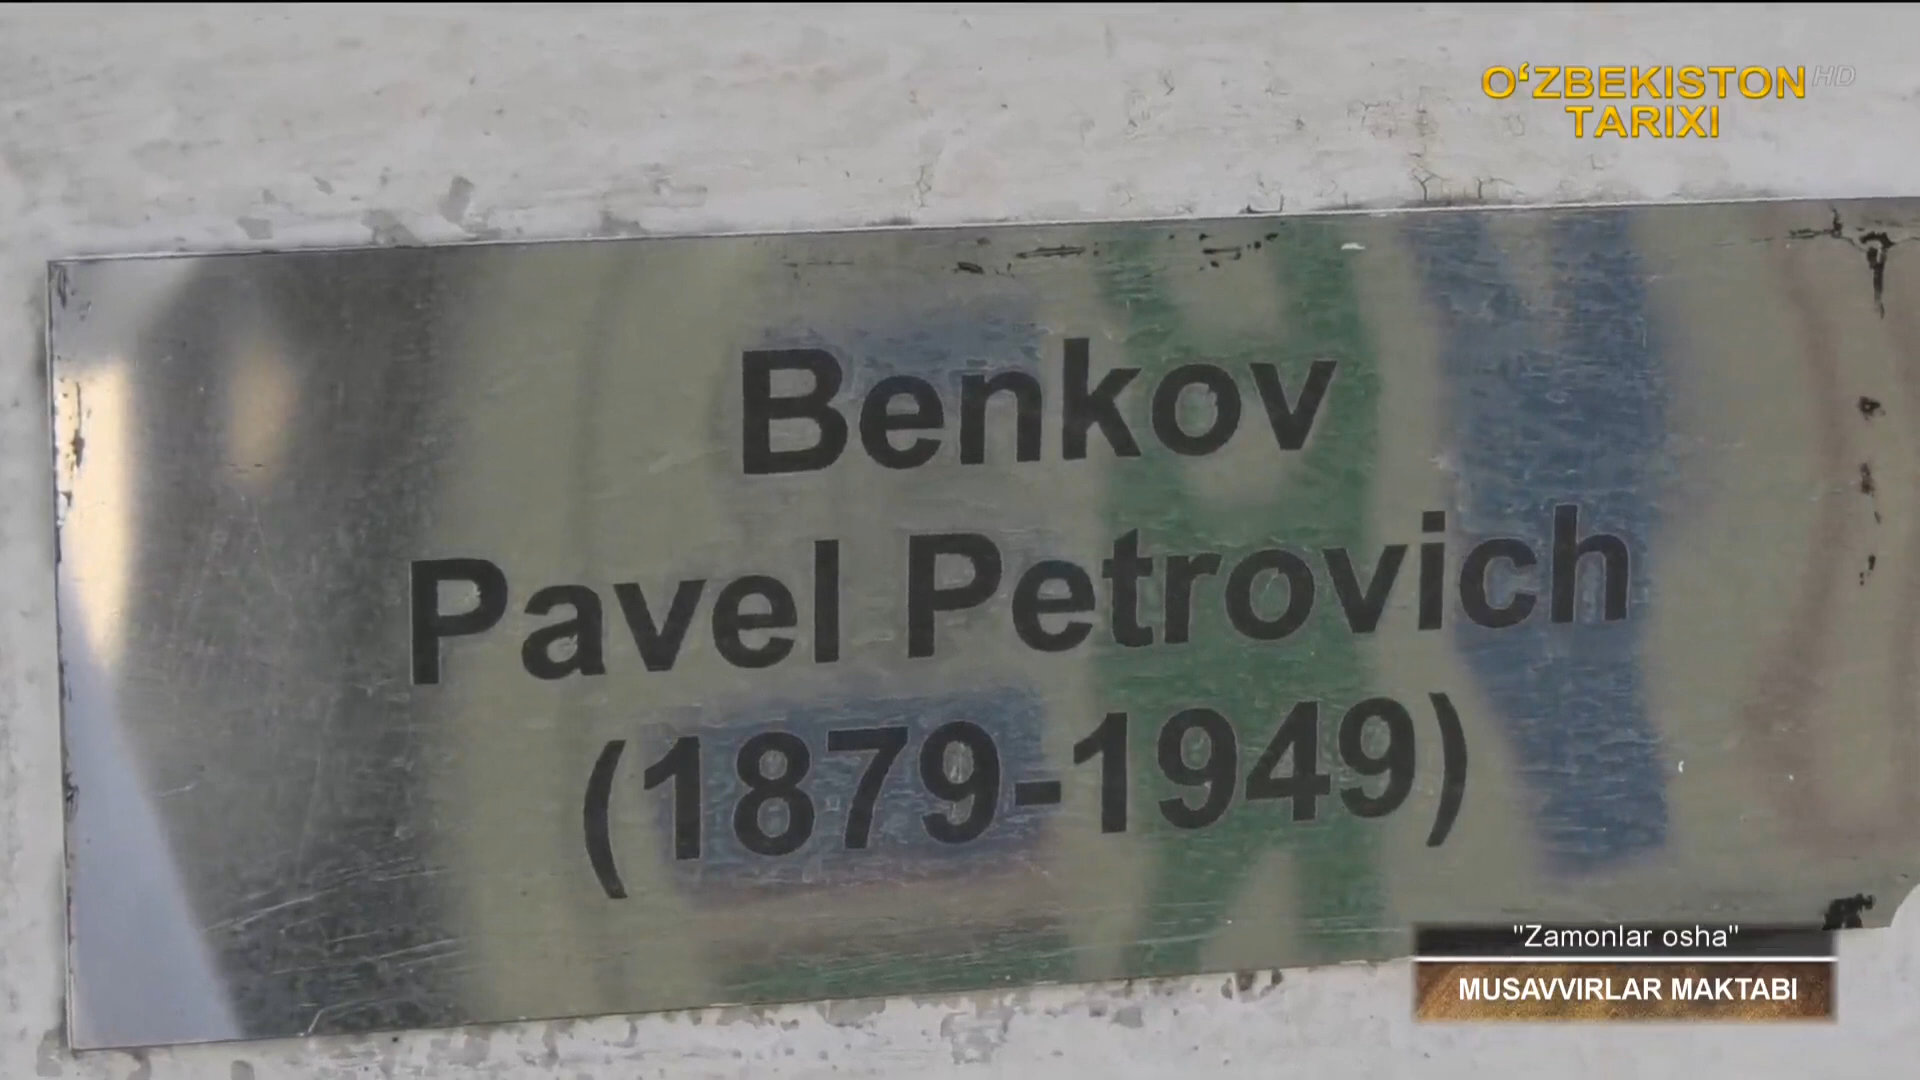 O‘ZBEKISTON HD
TARIXI
Benkov
Pavel Petrovich
(1879-1949)
"Zamonlar osha"
MUSAVVIRLAR MAKTABI